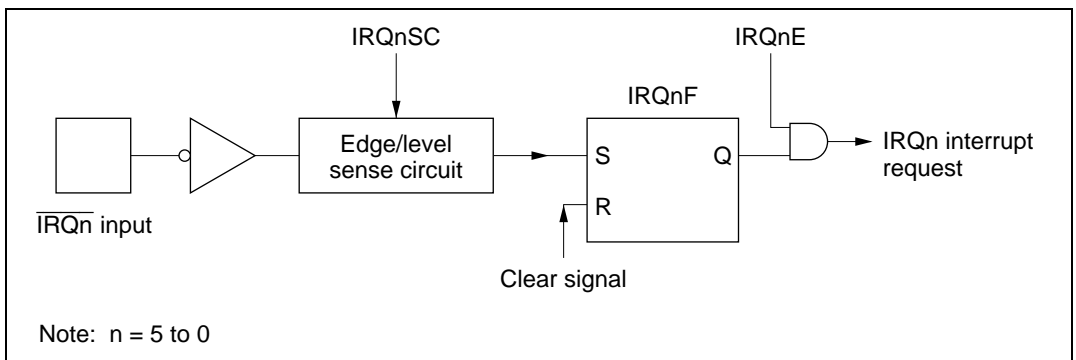 IRQnSC
IRQnE
IRQnF
Edge/level
sense circuit
S
Q
R
IRQn interrupt
request
IRQn input
Clear signal
Note: n = 5 to 0